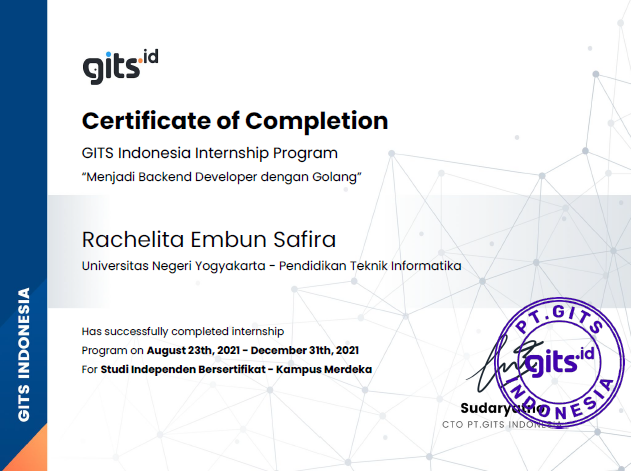 gits.id
Certificate of Completion
GITS Indonesia Internship Program
“Menjadi Backend Developer dengan Golang”
Rachelita Embun Safira
Universitas Negeri Yogyakarta - Pendidikan Teknik Informatika
Has successfully completed internship
Program on August 23th, 2021 - December 31th, 2021
For Studi Independen Bersertifikat - Kampus Merdeka
GITS INDONESIA
PT.GITS
gits.id
INDONESIA
CTO PT.GITS INDONESIA